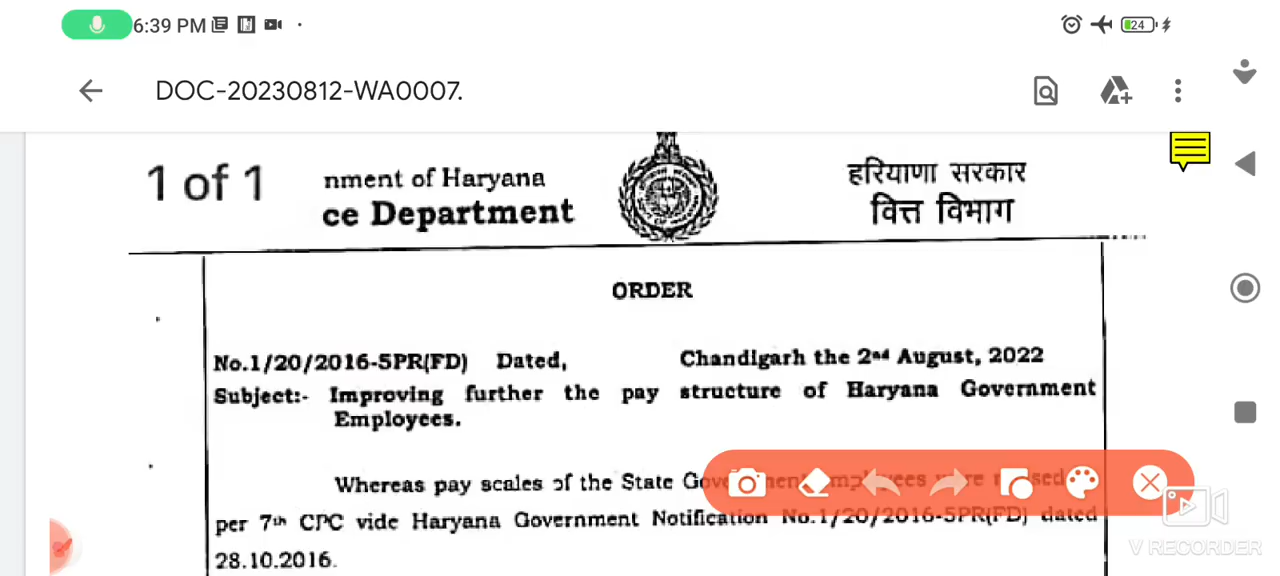 6:39 PM
24
DOC-20230812-WA0007.
1 of 1
nment of Haryana
ce Department
हरियाणा सरकार
वित्त विभाग
ORDER
No.1/20/2016-5PR(FD) Dated, Chandigarh the 2nd August, 2022
Subject:- Improving further the pay structure of Haryana Government
Employees.
Whereas pay scales of the State
per 7th CPC vide Haryana Government Notification No.1/20/2016-5PR(FD) dated
28.10.2016.
V RECORDER